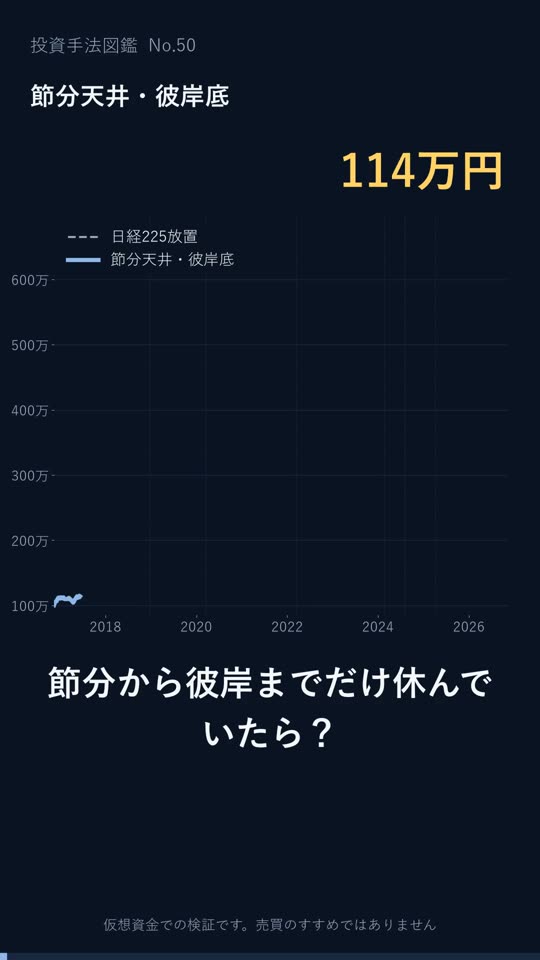 投資手法図鑑 No.50
節分天井・彼岸底
114万円
日経225放置
節分天井・彼岸底
600万
500万
400万
300万
200万
100万
2018 2020 2022 2024 2026
節分から彼岸までだけ休んで
いたら？
仮想資金での検証です。売買のすすめではありません